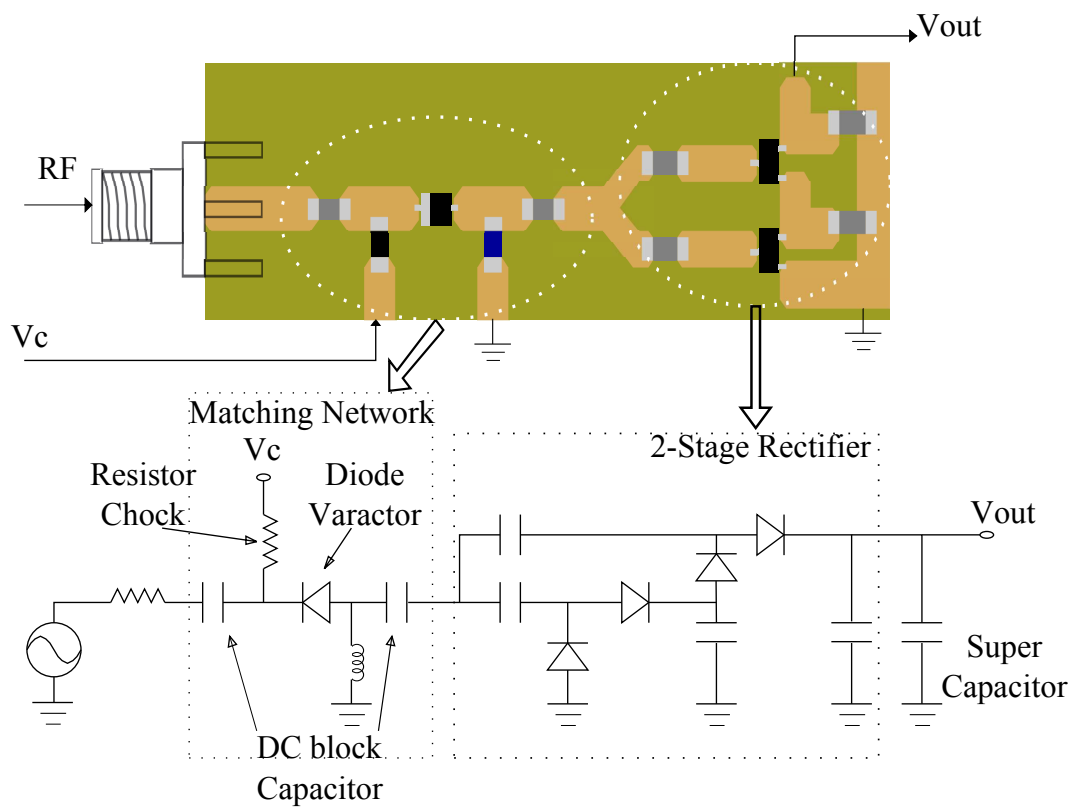 Vout
RF
Vc
Matching Network
Vc
2-Stage Rectifier
Resistor
Chock
Diode
Varactor
Vout
Super
Capacitor
DC block
Capacitor